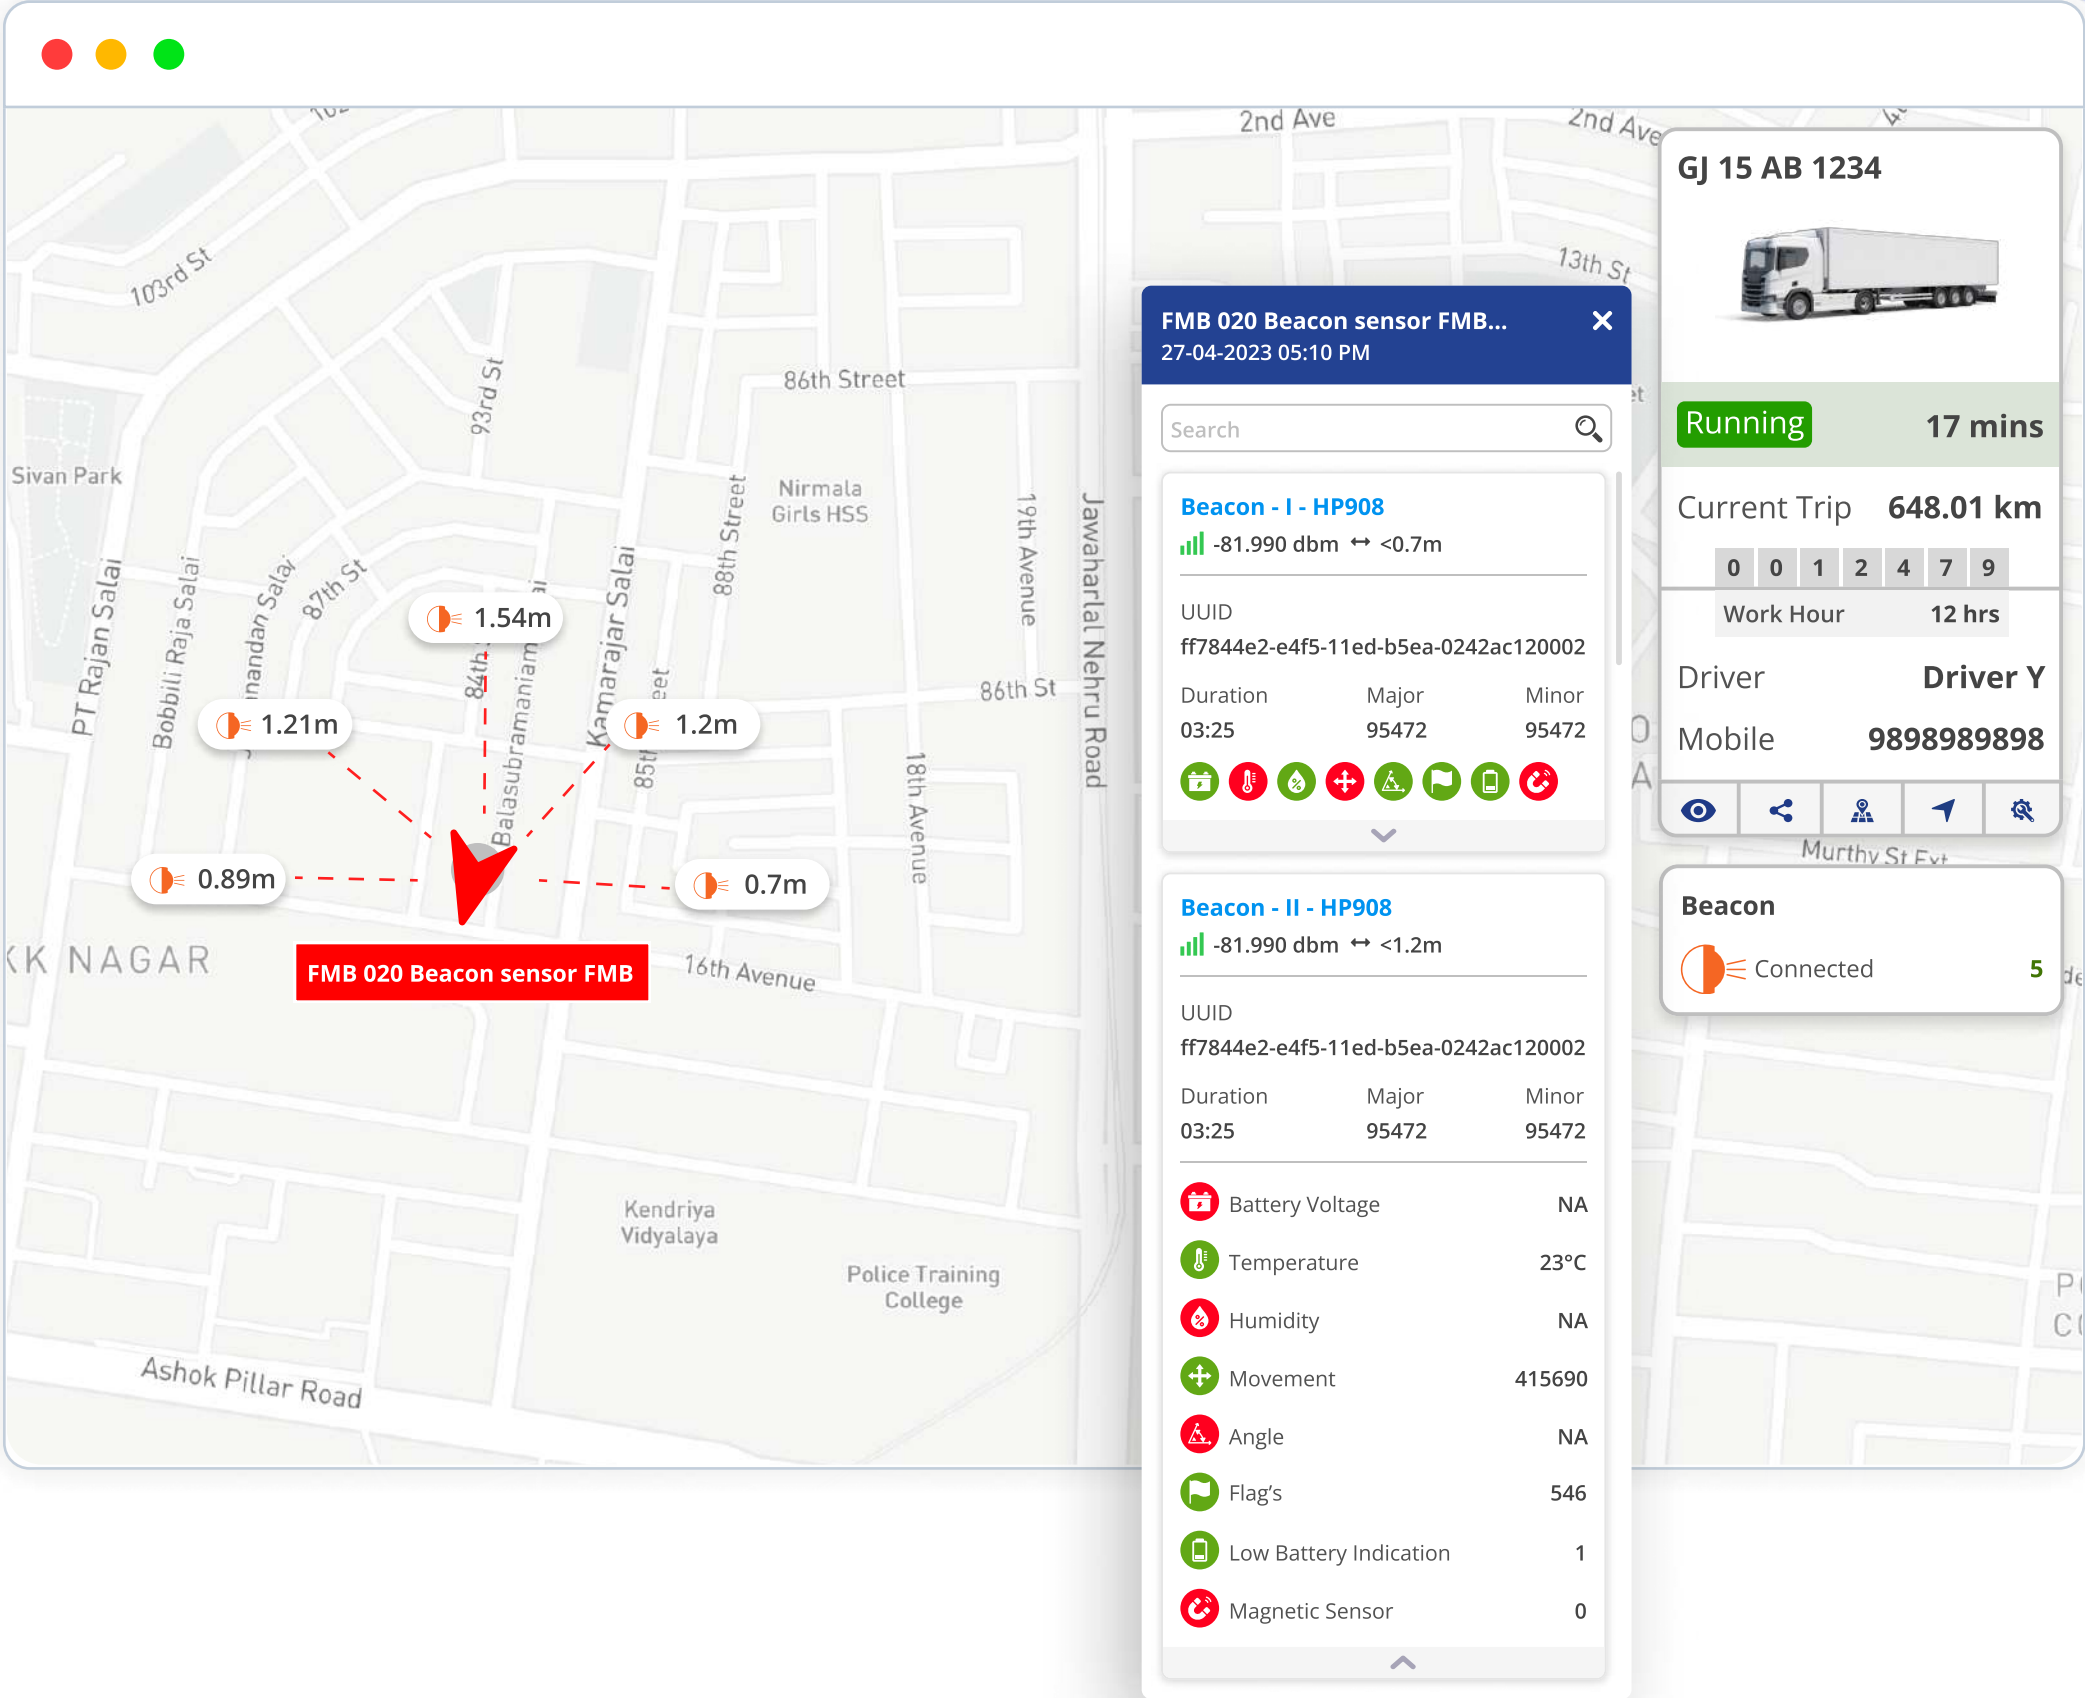 2nd Ave
2nd Ave
103rd St
13th St
93rd St
86th Street
Sivan Park
Nirmala
Girls HSS
88th Street
19th Avenue
Jawaharlal Nehru Road
PT Rajan Salai
Bobbili Raja Salai
87th St
Kamarajar Salai
84th
Balasubramaniam
86th St
18th Avenue
1.54m
1.21m
1.2m
0.89m
0.7m
FMB 020 Beacon sensor FMB
KK NAGAR
16th Avenue
Kendriya
Vidyalaya
Police Training
College
Ashok Pillar Road
Murthy St Ext
FMB 020 Beacon sensor FMB...
27-04-2023 05:10 PM
Search
Beacon - I - HP908
-81.990 dbm ↔ <0.7m
UUID
ff7844e2-e4f5-11ed-b5ea-0242ac120002
Duration Major Minor
03:25 95472 95472
Beacon - II - HP908
-81.990 dbm ↔ <1.2m
UUID
ff7844e2-e4f5-11ed-b5ea-0242ac120002
Duration Major Minor
03:25 95472 95472
Battery Voltage NA
Temperature 23°C
Humidity NA
Movement 415690
Angle NA
Flag’s 546
Low Battery Indication 1
Magnetic Sensor 0
GJ 15 AB 1234
Running 17 mins
Current Trip 648.01 km
0 0 1 2 4 7 9
Work Hour 12 hrs
Driver Driver Y
Mobile 9898989898
Beacon
Connected 5